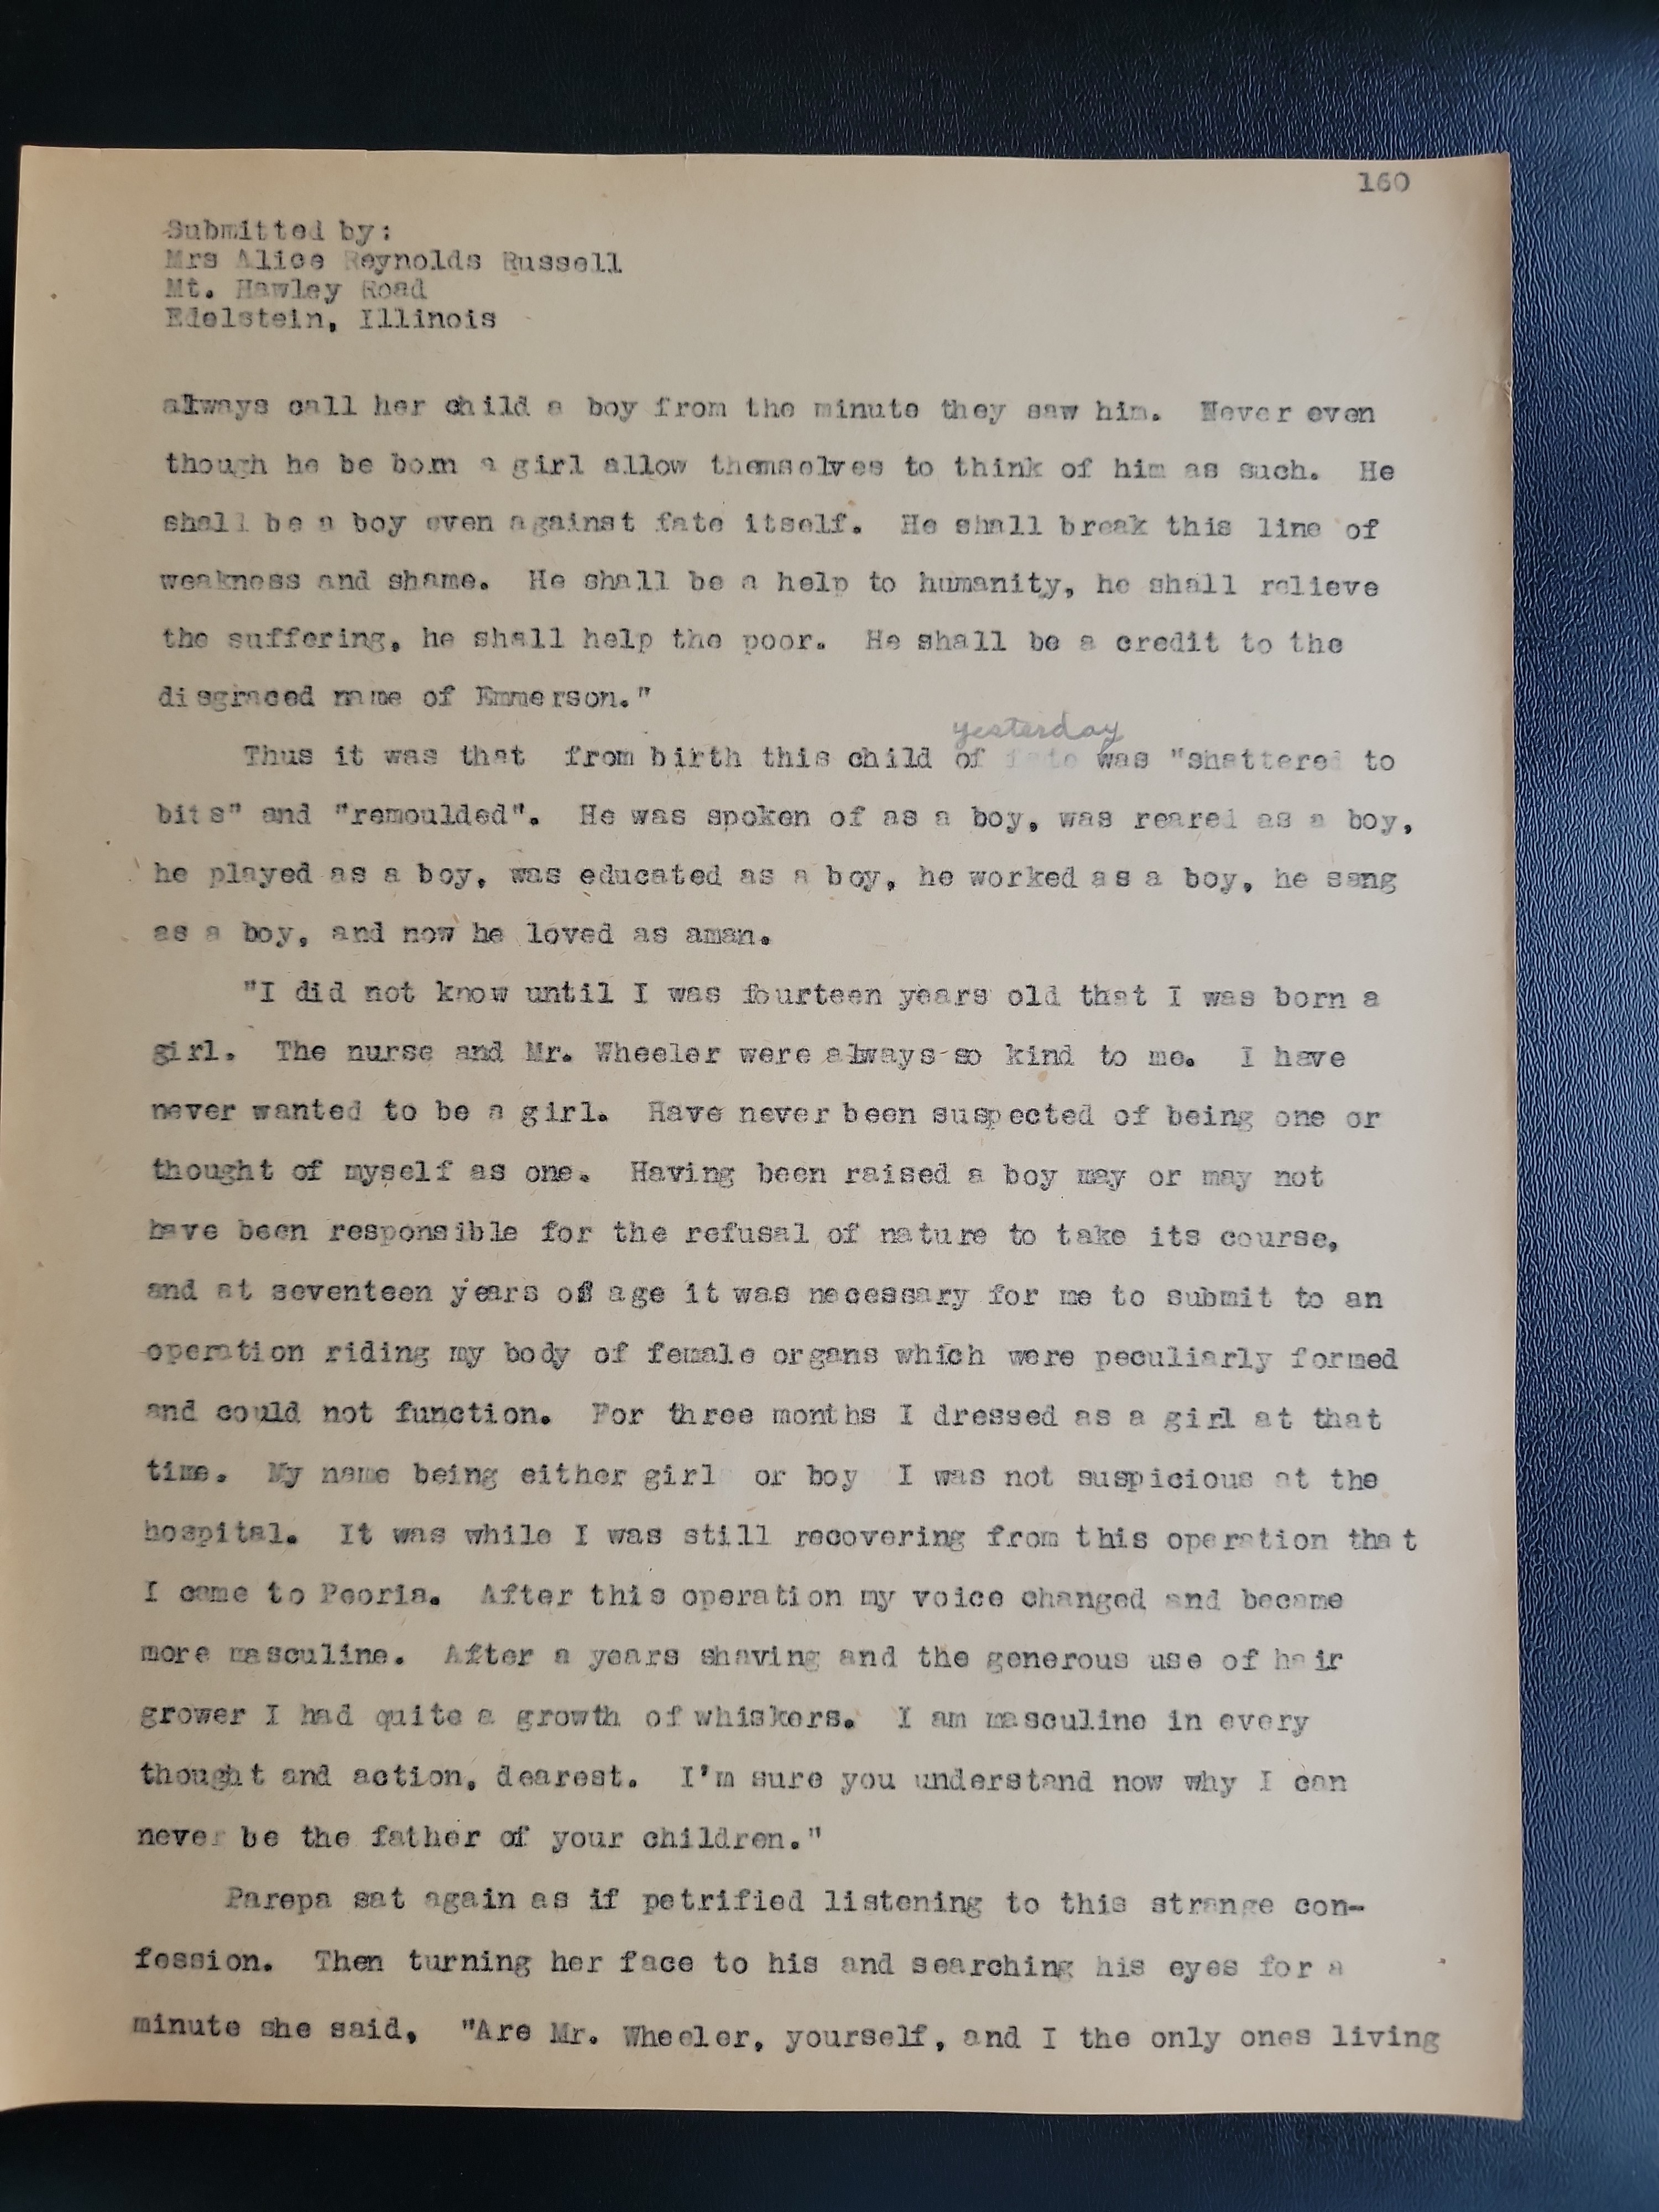 160
Submitted by:
Mrs Alice Reynolds Russell
Mt. Hawley Road
Edelstein, Illinois
always call her child a boy from the minute they saw him. Never even
though he be born a girl allow themselves to think of him as such. He
shall be a boy even against fate itself. He shall break this line of
weakness and shame. He shall be a help to humanity, he shall relieve
the suffering, he shall help the poor. He shall be a credit to the
disgraced name of Emmerson."
yesterday
Thus it was that from birth this child of fate was "shattered to
bits" and "remoulded". He was spoken of as a boy, was reared as a boy,
he played as a boy, was educated as a boy, he worked as a boy, he sang
as a boy, and now he loved as aman.
"I did not know until I was fourteen years old that I was born a
girl. The nurse and Mr. Wheeler were always so kind to me. I have
never wanted to be a girl. Have never been suspected of being one or
thought of myself as one. Having been raised a boy may or may not
have been responsible for the refusal of nature to take its course,
and at seventeen years of age it was necessary for me to submit to an
operation riding my body of female organs which were peculiarly formed
and could not function. For three months I dressed as a girl at that
time. My name being either girl or boy I was not suspicious at the
hospital. It was while I was still recovering from this operation that
I came to Peoria. After this operation my voice changed and became
more masculine. After a years shaving and the generous use of hair
grower I had quite a growth of whiskers. I am masculine in every
thought and action, dearest. I'm sure you understand now why I can
never be the father of your children."
Parepa sat again as if petrified listening to this strange con-
fession. Then turning her face to his and searching his eyes for a
minute she said, "Are Mr. Wheeler, yourself, and I the only ones living